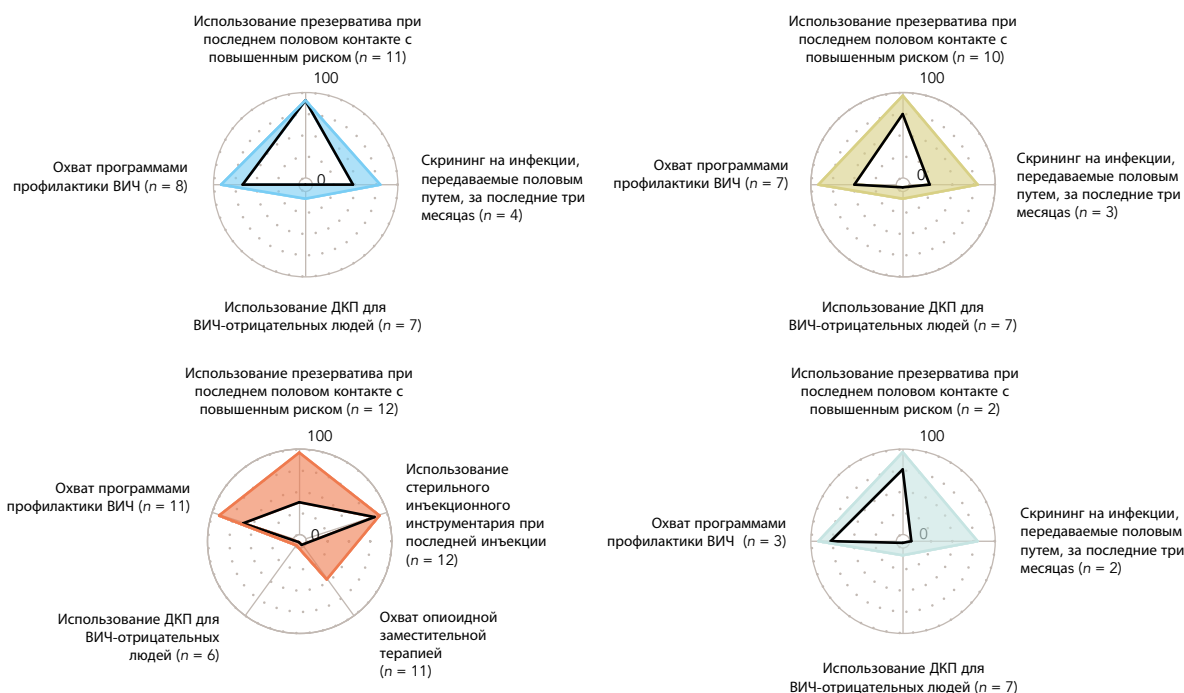 Использование презерватива при
последнем половом контакте с
повышенным риском (n = 11)
100
Охват программами
профилактики ВИЧ (n = 8)
0
Скрининг на инфекции,
передаваемые половым
путем, за последние три
месяцаs (n = 4)
Использование ДКП для
ВИЧ-отрицательных людей (n = 7)
Использование презерватива при
последнем половом контакте с
повышенным риском (n = 10)
100
Охват программами
профилактики ВИЧ (n = 7)
0
Скрининг на инфекции,
передаваемые половым
путем, за последние три
месяцаs (n = 3)
Использование ДКП для
ВИЧ-отрицательных людей (n = 7)
Использование презерватива при
последнем половом контакте с
повышенным риском (n = 12)
100
Охват программами
профилактики ВИЧ (n = 11)
0
Использование
стерильного
инъекционного
инструментария при
последней инъекции
(n = 12)
Использование ДКП для
ВИЧ-отрицательных
людей (n = 6)
Охват опиоидной
заместительной
терапией
(n = 11)
Использование презерватива при
последнем половом контакте с
повышенным риском (n = 2)
100
Охват программами
профилактики ВИЧ (n = 3)
0
Скрининг на инфекции,
передаваемые половым
путем, за последние три
месяцаs (n = 2)
Использование ДКП для
ВИЧ-отрицательных людей (n = 7)